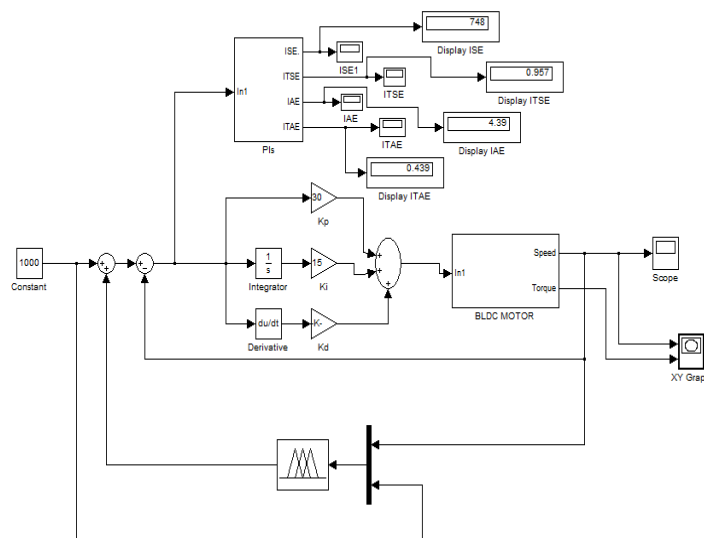 748
Display ISE
ISE.
ISE1
ITSE
ITSE
0.957
Display ITSE
In1
IAE
IAE
4.39
Display IAE
ITAE
ITAE
PIs
0.439
Display ITAE
30
Kp
1000
Constant
1
s
Integrator
15
Ki
In1
Speed
Torque
BLDC MOTOR
Scope
du/dt
Derivative
-K-
Kd
XY Grap
+
+
+
−
+
+
+